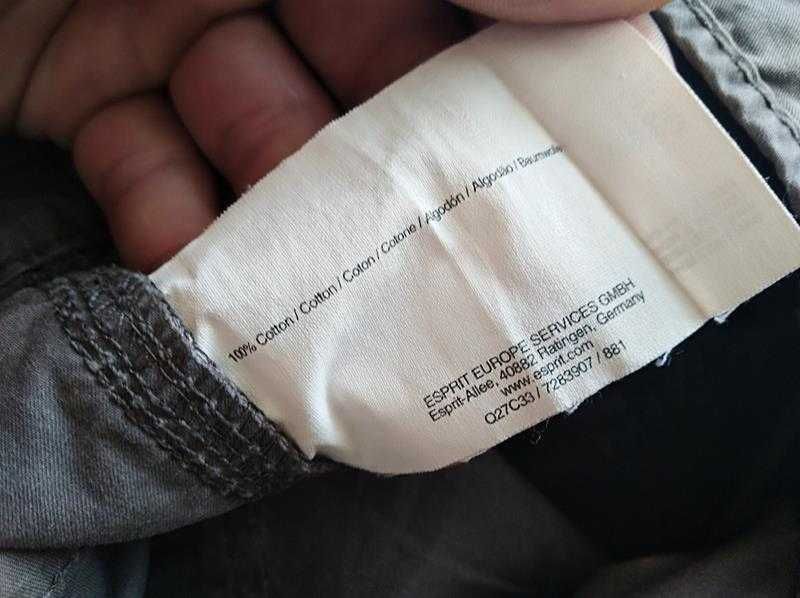 100% Cotton / Cotton / Coton / Cotone / Algodón / Algodão / Baumwolle
ESPRIT EUROPE SERVICES GMBH
Esprit-Allee, 40882 Ratingen, Germany
www.esprit.com
Q27C33 / 7283907 / 881